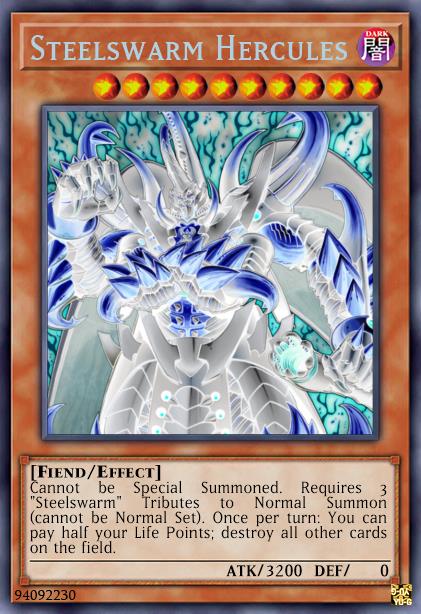 STEELSWARM HERCULES
DARK
闇
[FIEND/EFFECT]
Cannot be Special Summoned. Requires 3
"Steelswarm" Tributes to Normal Summon
(cannot be Normal Set). Once per turn: You can
pay half your Life Points; destroy all other cards
on the field.
ATK/3200 DEF/ 0
94092230